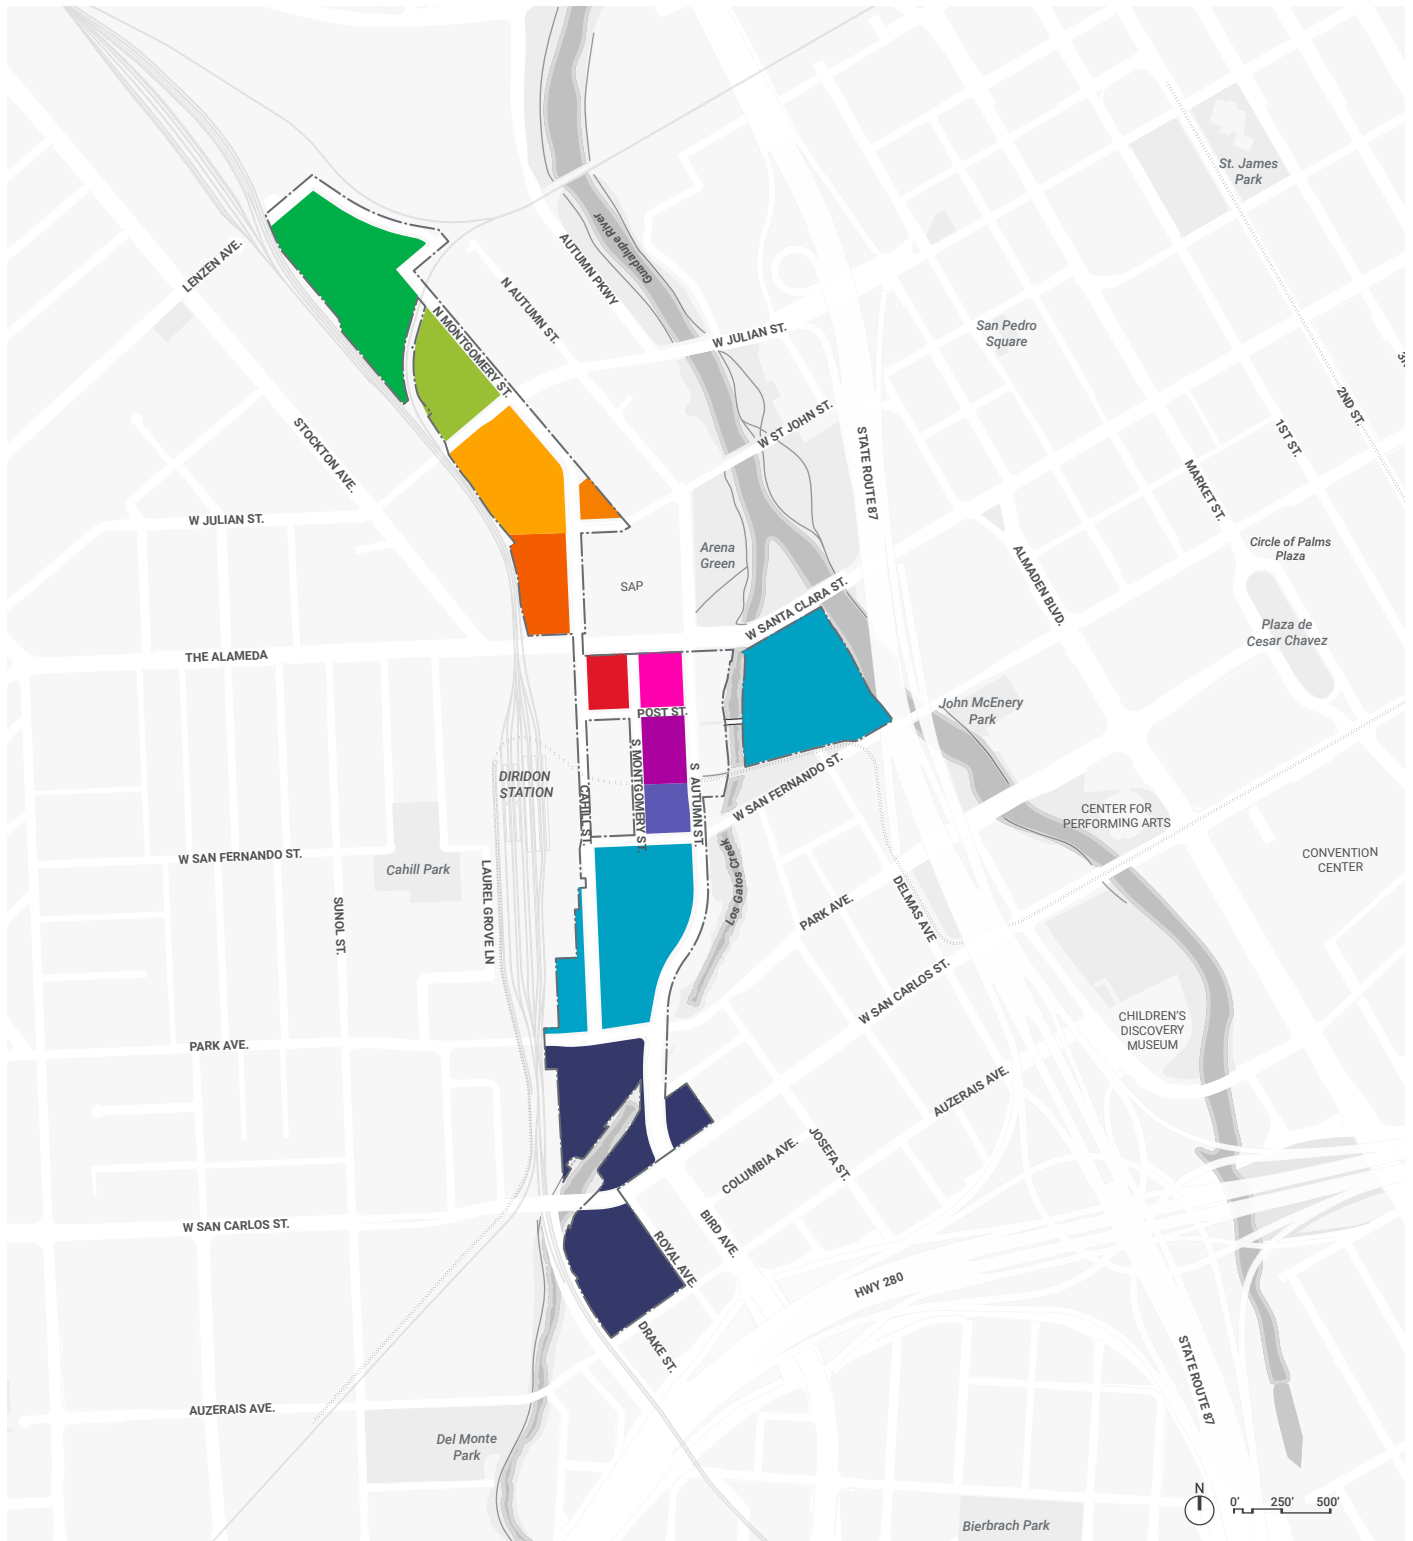 St. James
Park
Guadalupe River
AUTUMN PKWY
LENZEN AVE.
N AUTUMN ST.
N MONTGOMERY ST.
W JULIAN ST.
San Pedro
Square
2ND ST.
1ST ST.
W ST JOHN ST.
STATE ROUTE 87
STOCKTON AVE.
MARKET ST.
W JULIAN ST.
Arena
Green
Circle of Palms
Plaza
ALMADEN BLVD.
SAP
W SANTA CLARA ST.
Plaza de
Cesar Chavez
THE ALAMEDA
John McEnery
Park
POST ST.
DIRIDON
STATION
CAHILL ST.
S MONTGOMERY ST.
S AUTUMN ST.
W SAN FERNANDO ST.
CENTER FOR
PERFORMING ARTS
CONVENTION
CENTER
W SAN FERNANDO ST.
Cahill Park
LAUREL GROVE LN
Los Gatos Creek
PARK AVE.
DELMAS AVE
SUNOL ST.
W SAN CARLOS ST.
CHILDREN'S
DISCOVERY
MUSEUM
PARK AVE.
AUZERAIS AVE.
COLUMBIA AVE.
JOSEFA ST.
W SAN CARLOS ST.
BIRD AVE.
ROYAL AVE.
HWY 280
DRAKE ST.
STATE ROUTE 87
AUZERAIS AVE.
Del Monte
Park
N
0' 250' 500'
Bierbrach Park